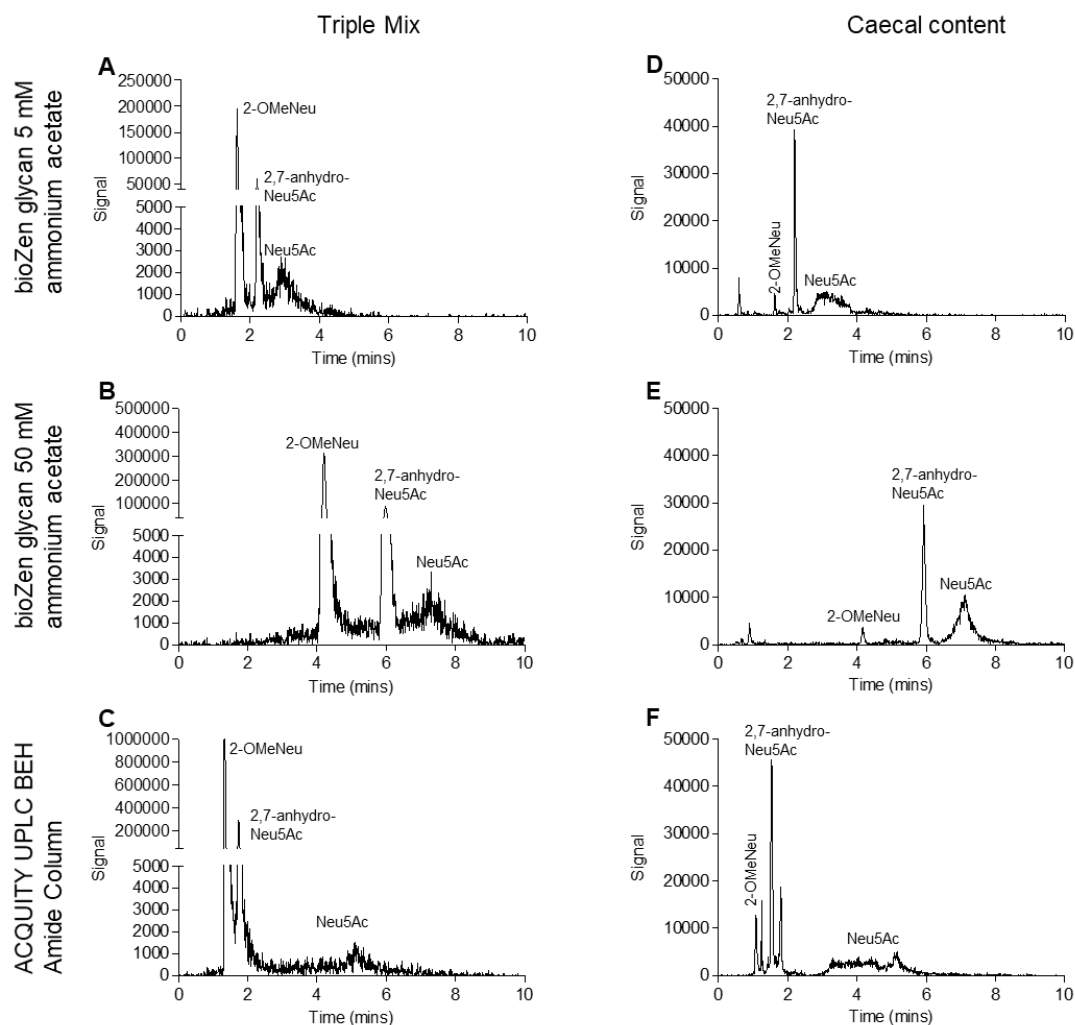 Triple Mix
Caecal content
bioZen glycan 5 mM
ammonium acetate
A
250000
200000
150000
100000
50000
5000
4000
3000
2000
1000
0
Signal
2-OMeNeu
2,7-anhydro-
Neu5Ac
Neu5Ac
0 2 4 6 8 10
Time (mins)
D
50000
40000
30000
20000
10000
0
Signal
2,7-anhydro-
Neu5Ac
2-OMeNeu
Neu5Ac
0 2 4 6 8 10
Time (mins)
bioZen glycan 50 mM
ammonium acetate
B
500000
400000
300000
200000
100000
5000
4000
3000
2000
1000
0
Signal
2-OMeNeu
2,7-anhydro-
Neu5Ac
Neu5Ac
0 2 4 6 8 10
Time (mins)
E
50000
40000
30000
20000
10000
0
Signal
2,7-anhydro-
Neu5Ac
2-OMeNeu
Neu5Ac
0 2 4 6 8 10
Time (mins)
ACQUITY UPLC BEH
Amide Column
C
1000000
800000
600000
400000
200000
5000
4000
3000
2000
1000
0
Signal
2-OMeNeu
2,7-anhydro-
Neu5Ac
Neu5Ac
0 2 4 6 8 10
Time (mins)
F
50000
40000
30000
20000
10000
0
Signal
2,7-anhydro-
Neu5Ac
2-OMeNeu
Neu5Ac
0 2 4 6 8 10
Time (mins)